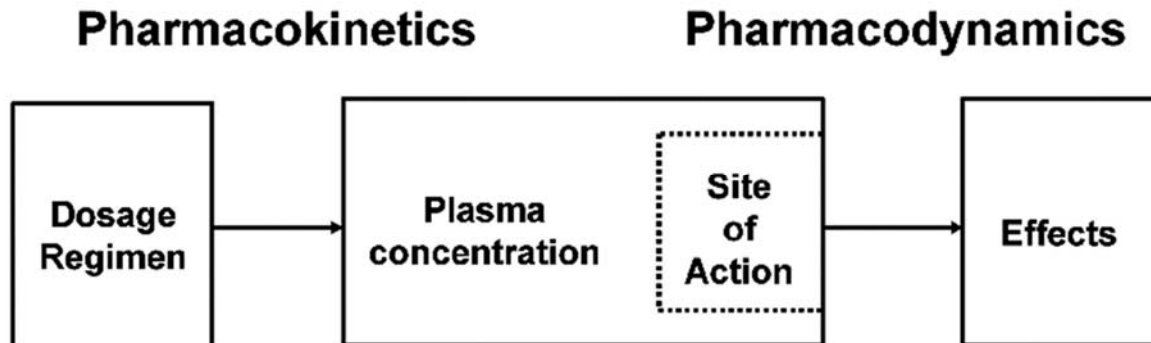 Pharmacokinetics
Pharmacodynamics
Dosage
Regimen
Plasma
concentration
Site
of
Action
Effects